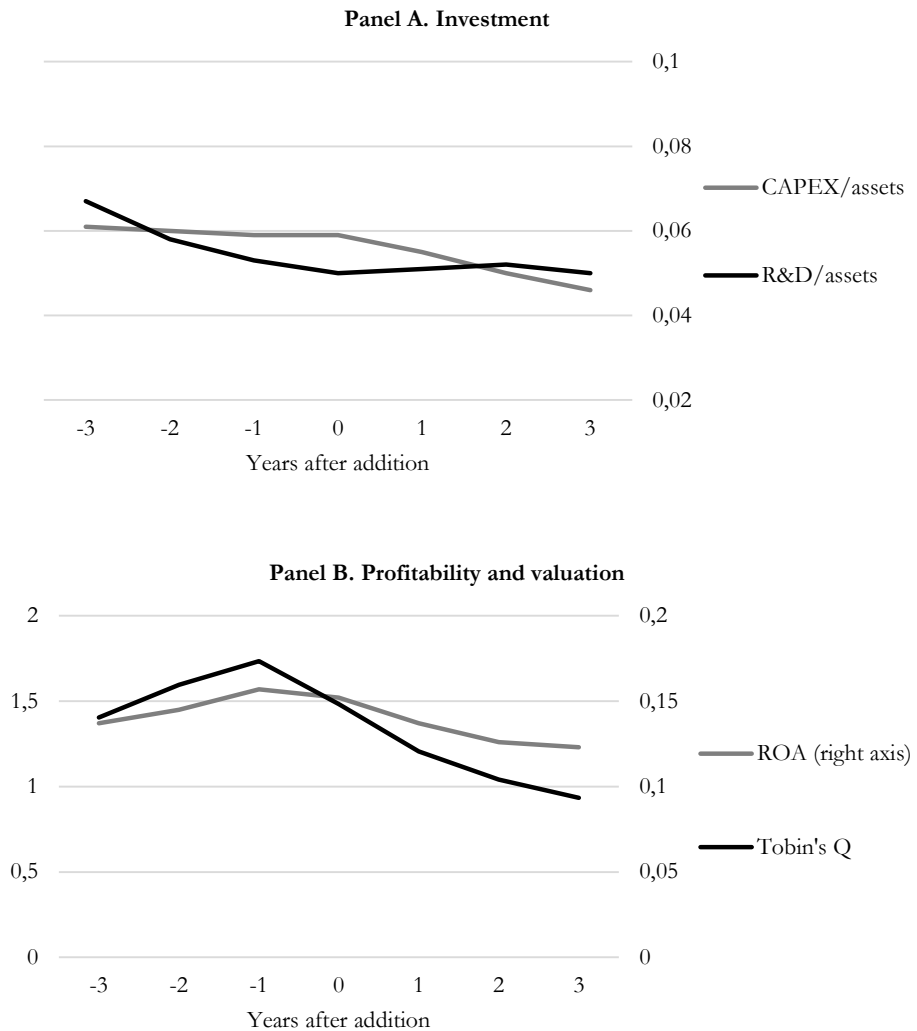 Panel A. Investment
0,1
0,08
CAPEX/assets
0,06
R&D/assets
0,04
0,02
-3 -2 -1 0 1 2 3
Years after addition
Panel B. Profitability and valuation
2 0,2
1,5 0,15
ROA (right axis)
1 0,1
Tobin's Q
0,5 0,05
0 0
-3 -2 -1 0 1 2 3
Years after addition